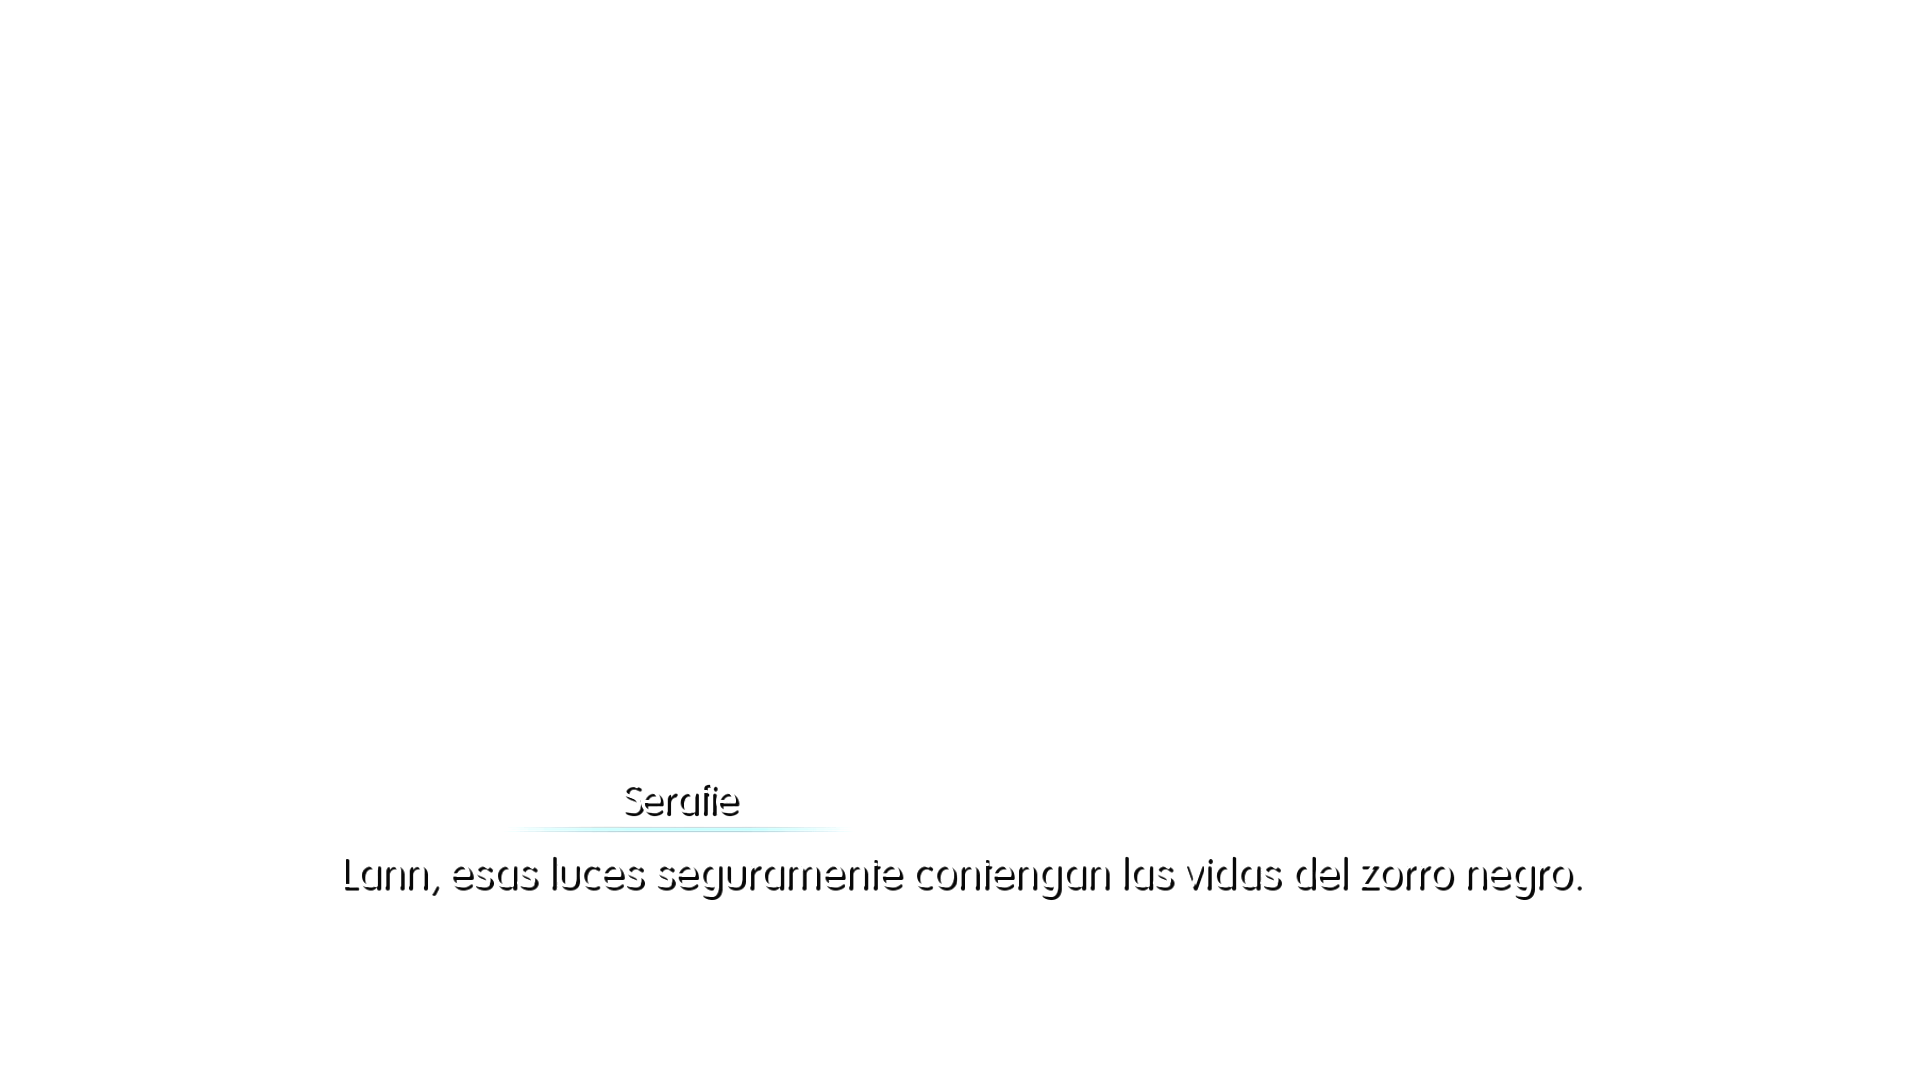 Serafie
Lann, esas luces seguramente contengan las vidas del zorro negro.